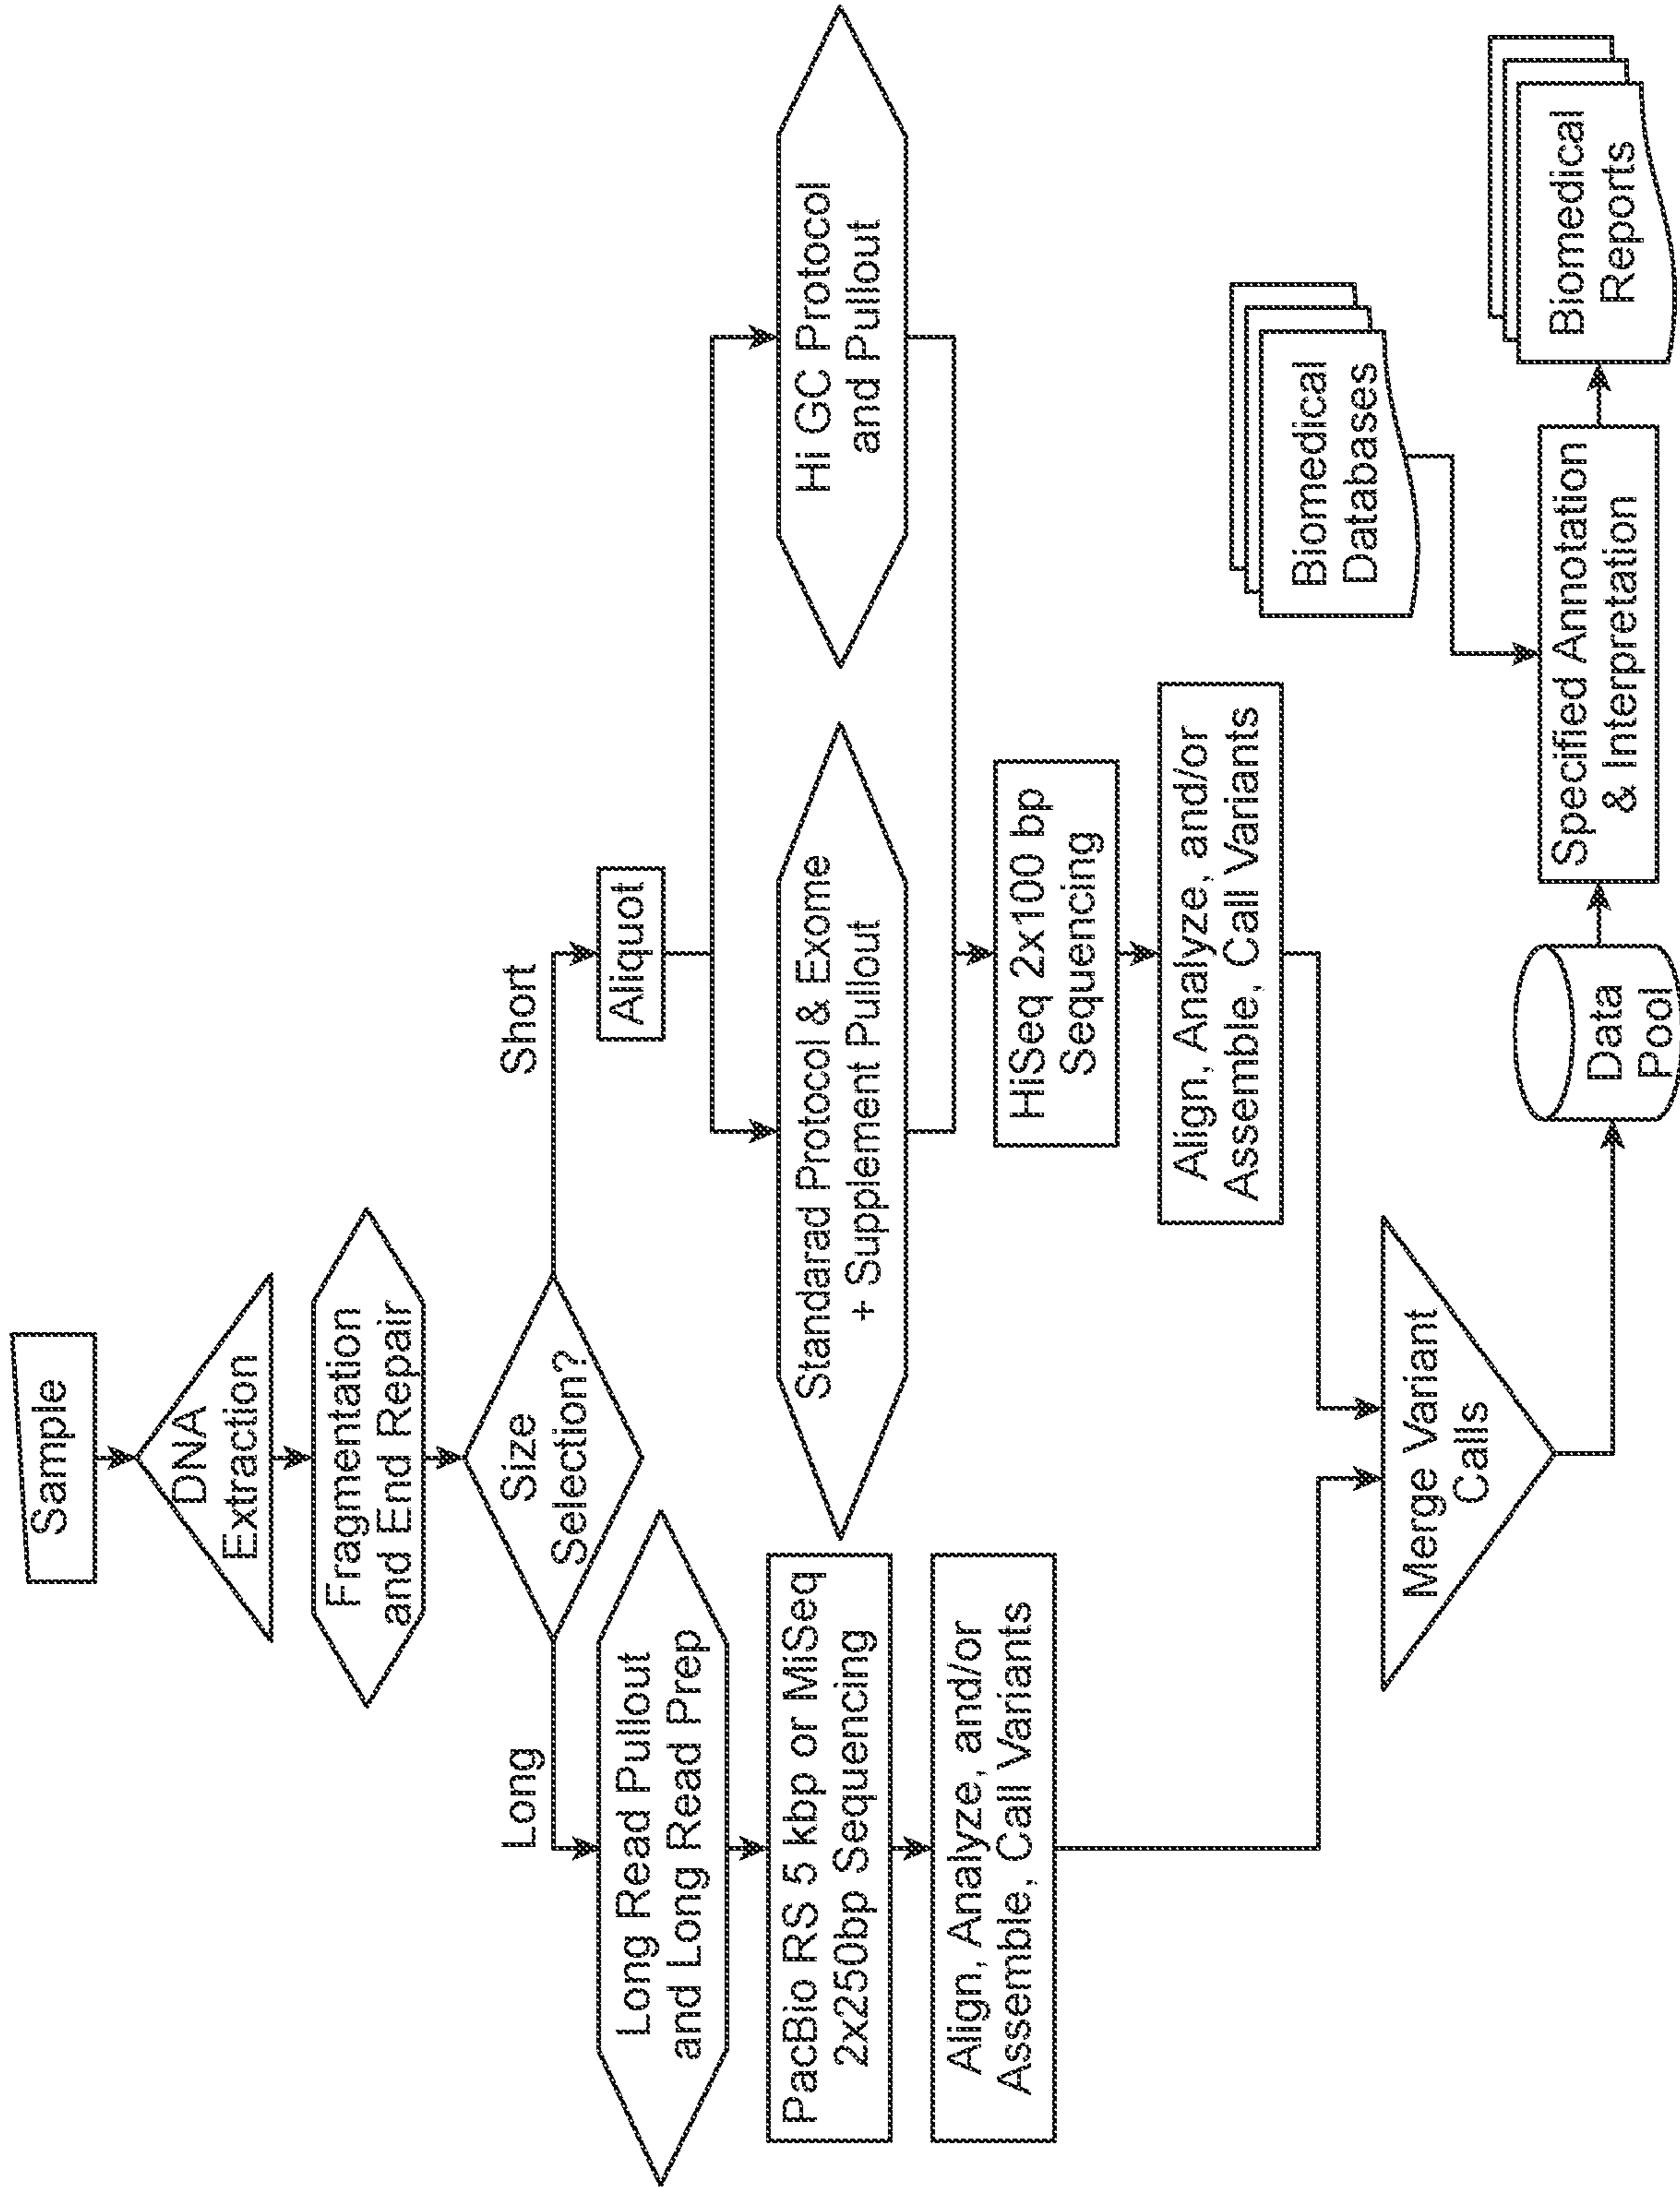 Sample
DNA
Extraction
Fragmentation
and End Repair
Size
Selection?
Long
Short
Long Read Pullout
and Long Read Prep
Aliquot
PacBio RS 5 kbp or MiSeq
2x250bp Sequencing
Standarad Protocol & Exome
+ Supplement Pullout
Hi GC Protocol
and Pullout
Align, Analyze, and/or
Assemble, Call Variants
HiSeq 2x100 bp
Sequencing
Align, Analyze, and/or
Assemble, Call Variants
Merge Variant
Calls
Biomedical
Databases
Data
Pool
Specified Annotation
& Interpretation
Biomedical
Reports